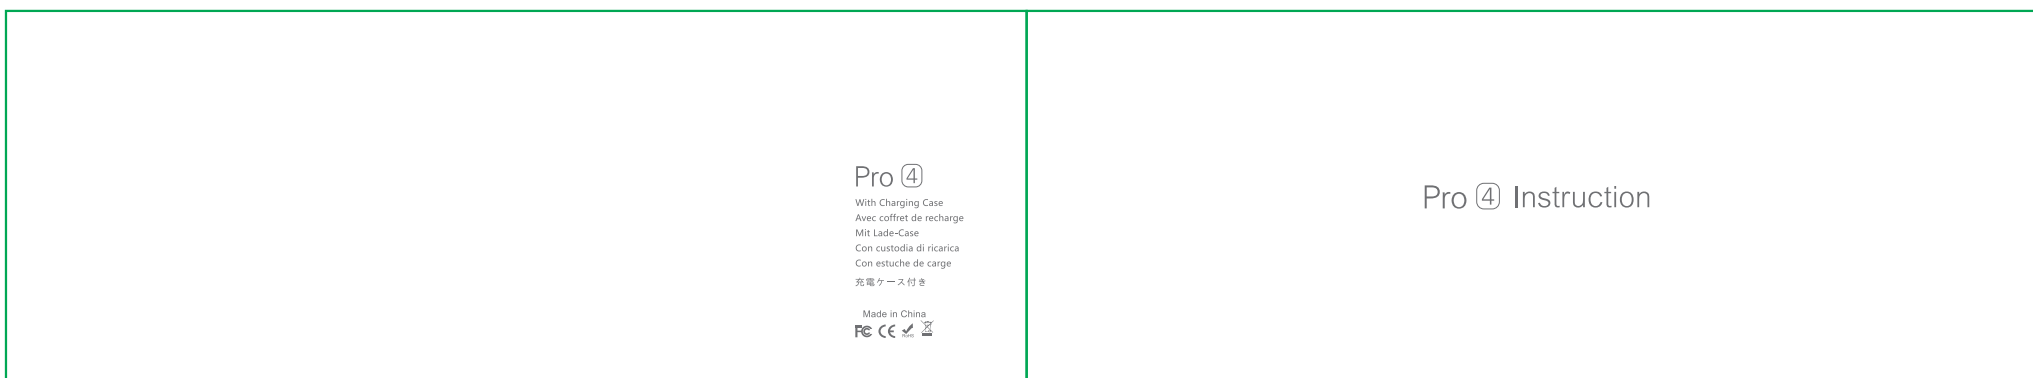 Pro 4
With Charging Case
Avec coffret de recharge
Mit Lade-Case
Con custodia di ricarica
Con estuche de carge
充電ケース付き
Made in China
FC CE RoHS
Pro 4 Instruction